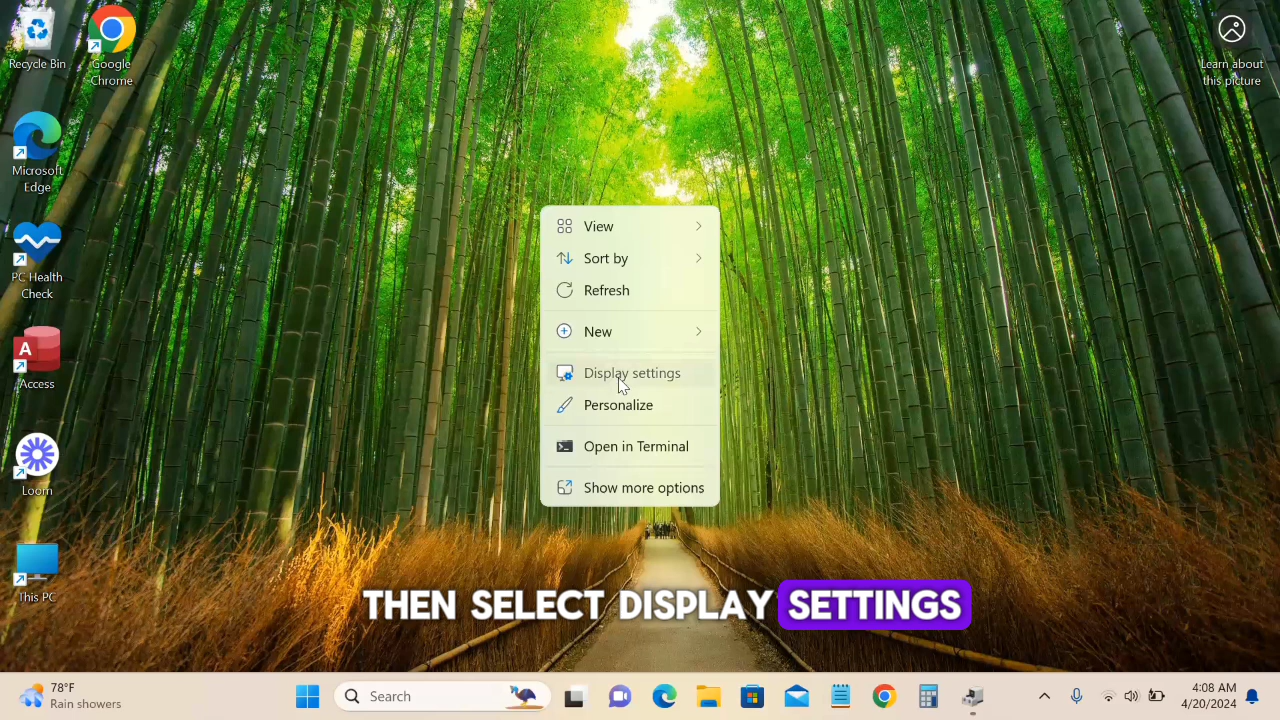 Recycle Bin
Google
Chrome
Learn about
this picture
Microsoft
Edge
PC Health
Check
A
Access
Loom
This PC
View
Sort by
Refresh
New
Display settings
Personalize
Open in Terminal
Show more options
THEN SELECT DISPLAY SETTINGS
78°F
Rain showers
Search
4:08 AM
4/20/2024